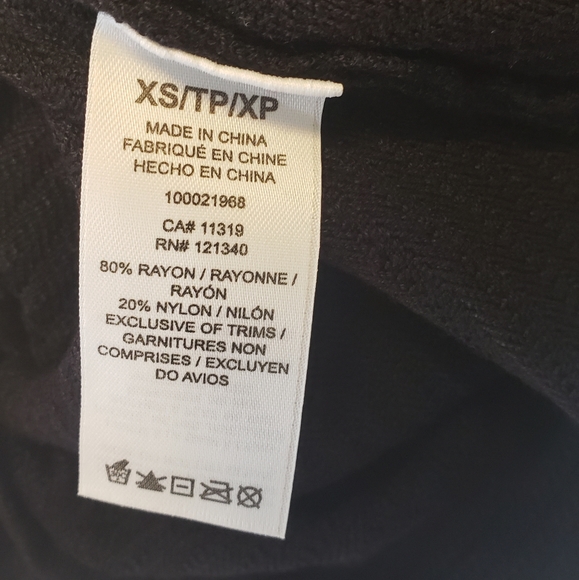 XS/TP/XP
MADE IN CHINA
FABRIQUÉ EN CHINE
HECHO EN CHINA
100021968
CA# 11319
RN# 121340
80% RAYON / RAYONNE /
RAYÓN
20% NYLON / NILÓN
EXCLUSIVE OF TRIMS /
GARNITURES NON
COMPRISES / EXCLUYEN
DO AVIOS